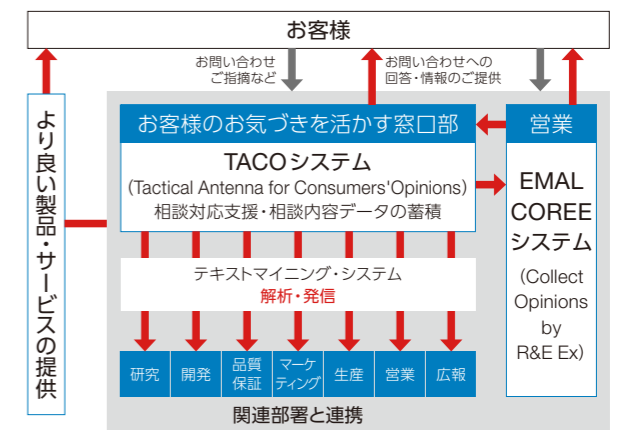 お客様
お問い合わせ
ご指摘など
お問い合わせへの
回答・情報のご提供
より良い製品・サービスの提供
お客様のお気づきを活かす窓口部
営業
TACOシステム
(Tactical Antenna for Consumers'Opinions)
相談対応支援・相談内容データの蓄積
EMAL
COREE
システム
(Collect
Opinions
by
R&E Ex)
テキストマイニング・システム
解析・発信
研究
開発
品質
保証
マーケ
ティング
生産
営業
広報
関連部署と連携